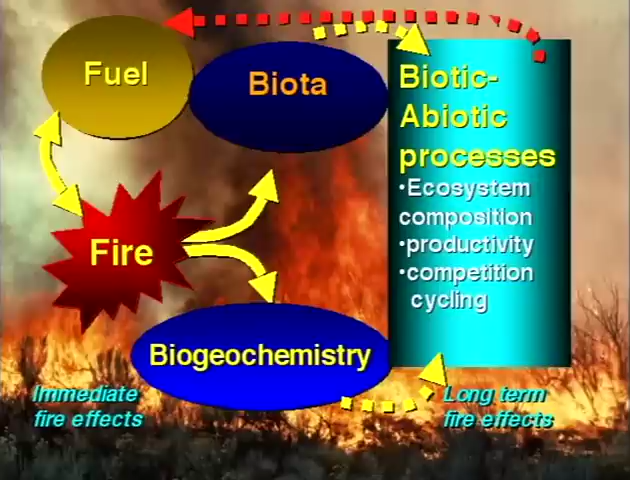 Fuel
Biota
Biotic-
Abiotic
processes
•Ecosystem
composition
•productivity
•competition
cycling
Fire
Biogeochemistry
Immediate
fire effects
Long term
fire effects